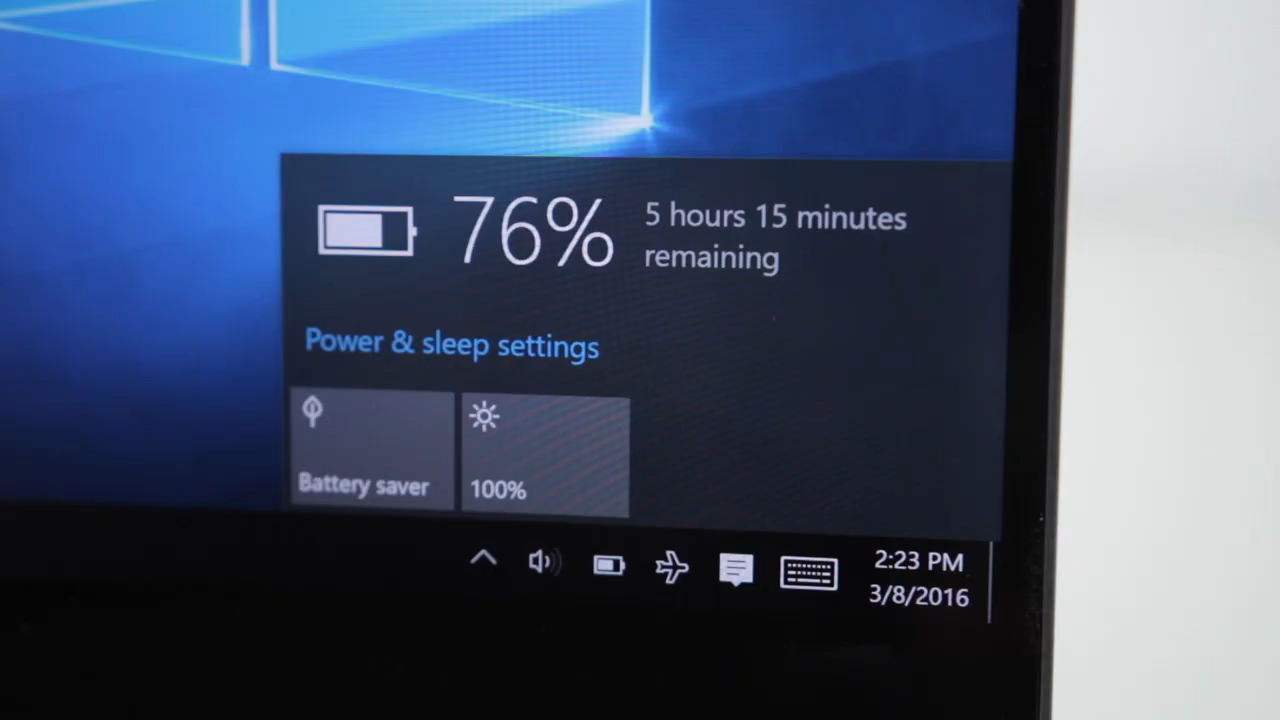 76%
5 hours 15 minutes
remaining
Power & sleep settings
Battery saver
100%
2:23 PM
3/8/2016